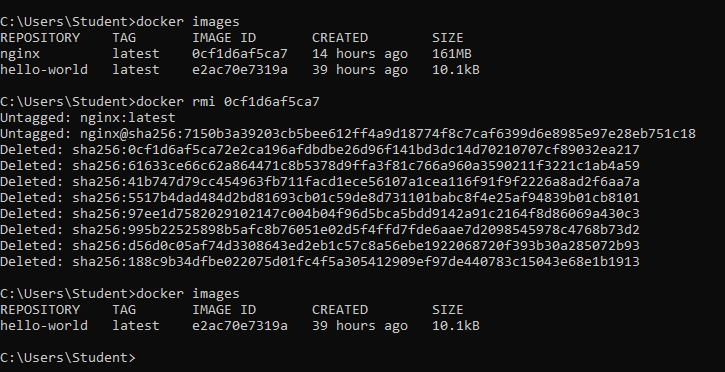 C:\Users\Student>docker images
REPOSITORY    TAG       IMAGE ID       CREATED        SIZE
nginx         latest    0cf1d6af5ca7   14 hours ago   161MB
hello-world   latest    e2ac70e7319a   39 hours ago   10.1kB
C:\Users\Student>docker rmi 0cf1d6af5ca7
Untagged: nginx:latest
Untagged: nginx@sha256:7150b3a39203cb5bee612ff4a9d18774f8c7caf6399d6e8985e97e28eb751c18
Deleted: sha256:0cf1d6af5ca72e2ca196afdbdbe26d96f141bd3dc14d70210707cf89032ea217
Deleted: sha256:61633ce66c62a864471c8b5378d9ffa3f81c766a960a3590211f3221c1ab4a59
Deleted: sha256:41b747d79cc454963fb711facd1ece56107a1cea116f91f9f2226a8ad2f6aa7a
Deleted: sha256:5517b4dad484d2bd81693cb01c59de8d731101babc8f4e25af94839b01cb8101
Deleted: sha256:97ee1d7582029102147c004b04f96d5bca5bdd9142a91c2164f8d86069a430c3
Deleted: sha256:995b22525898b5afc8b76051e02d5f4ffd7fde6aae7d2098545978c4768b73d2
Deleted: sha256:d56d0c05af74d3308643ed2eb1c57c8a56ebe1922068720f393b30a285072b93
Deleted: sha256:188c9b34dfbe022075d01fc4f5a305412909ef97de440783c15043e68e1b1913
C:\Users\Student>docker images
REPOSITORY    TAG       IMAGE ID       CREATED        SIZE
hello-world   latest    e2ac70e7319a   39 hours ago   10.1kB
C:\Users\Student>